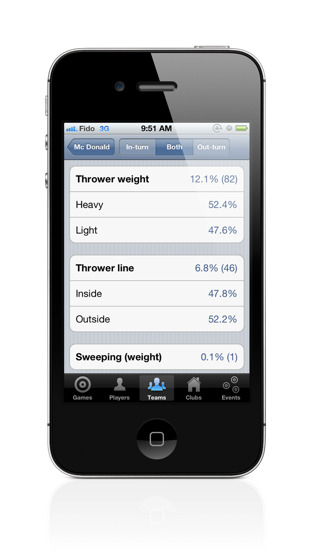 Fido 3G 9:51 AM
Mc Donald In-turn Both Out-turn
Thrower weight 12.1% (82)
Heavy 52.4%
Light 47.6%
Thrower line 6.8% (46)
Inside 47.8%
Outside 52.2%
Sweeping (weight) 0.1% (1)
Games Players Teams Clubs Events